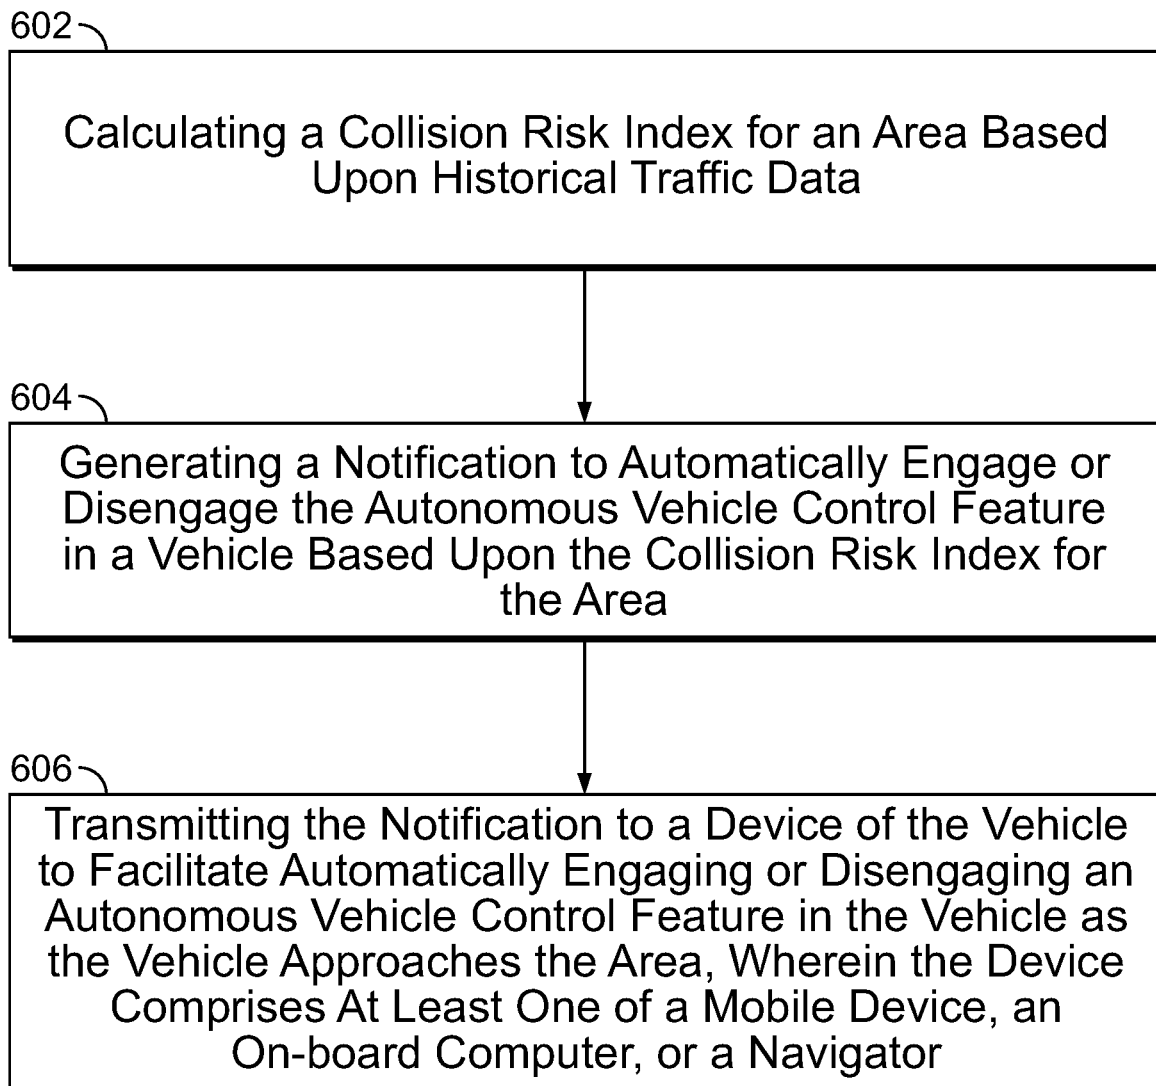 602
Calculating a Collision Risk Index for an Area Based
Upon Historical Traffic Data
604
Generating a Notification to Automatically Engage or
Disengage the Autonomous Vehicle Control Feature
in a Vehicle Based Upon the Collision Risk Index for
the Area
606
Transmitting the Notification to a Device of the Vehicle
to Facilitate Automatically Engaging or Disengaging an
Autonomous Vehicle Control Feature in the Vehicle as
the Vehicle Approaches the Area, Wherein the Device
Comprises At Least One of a Mobile Device, an
On-board Computer, or a Navigator